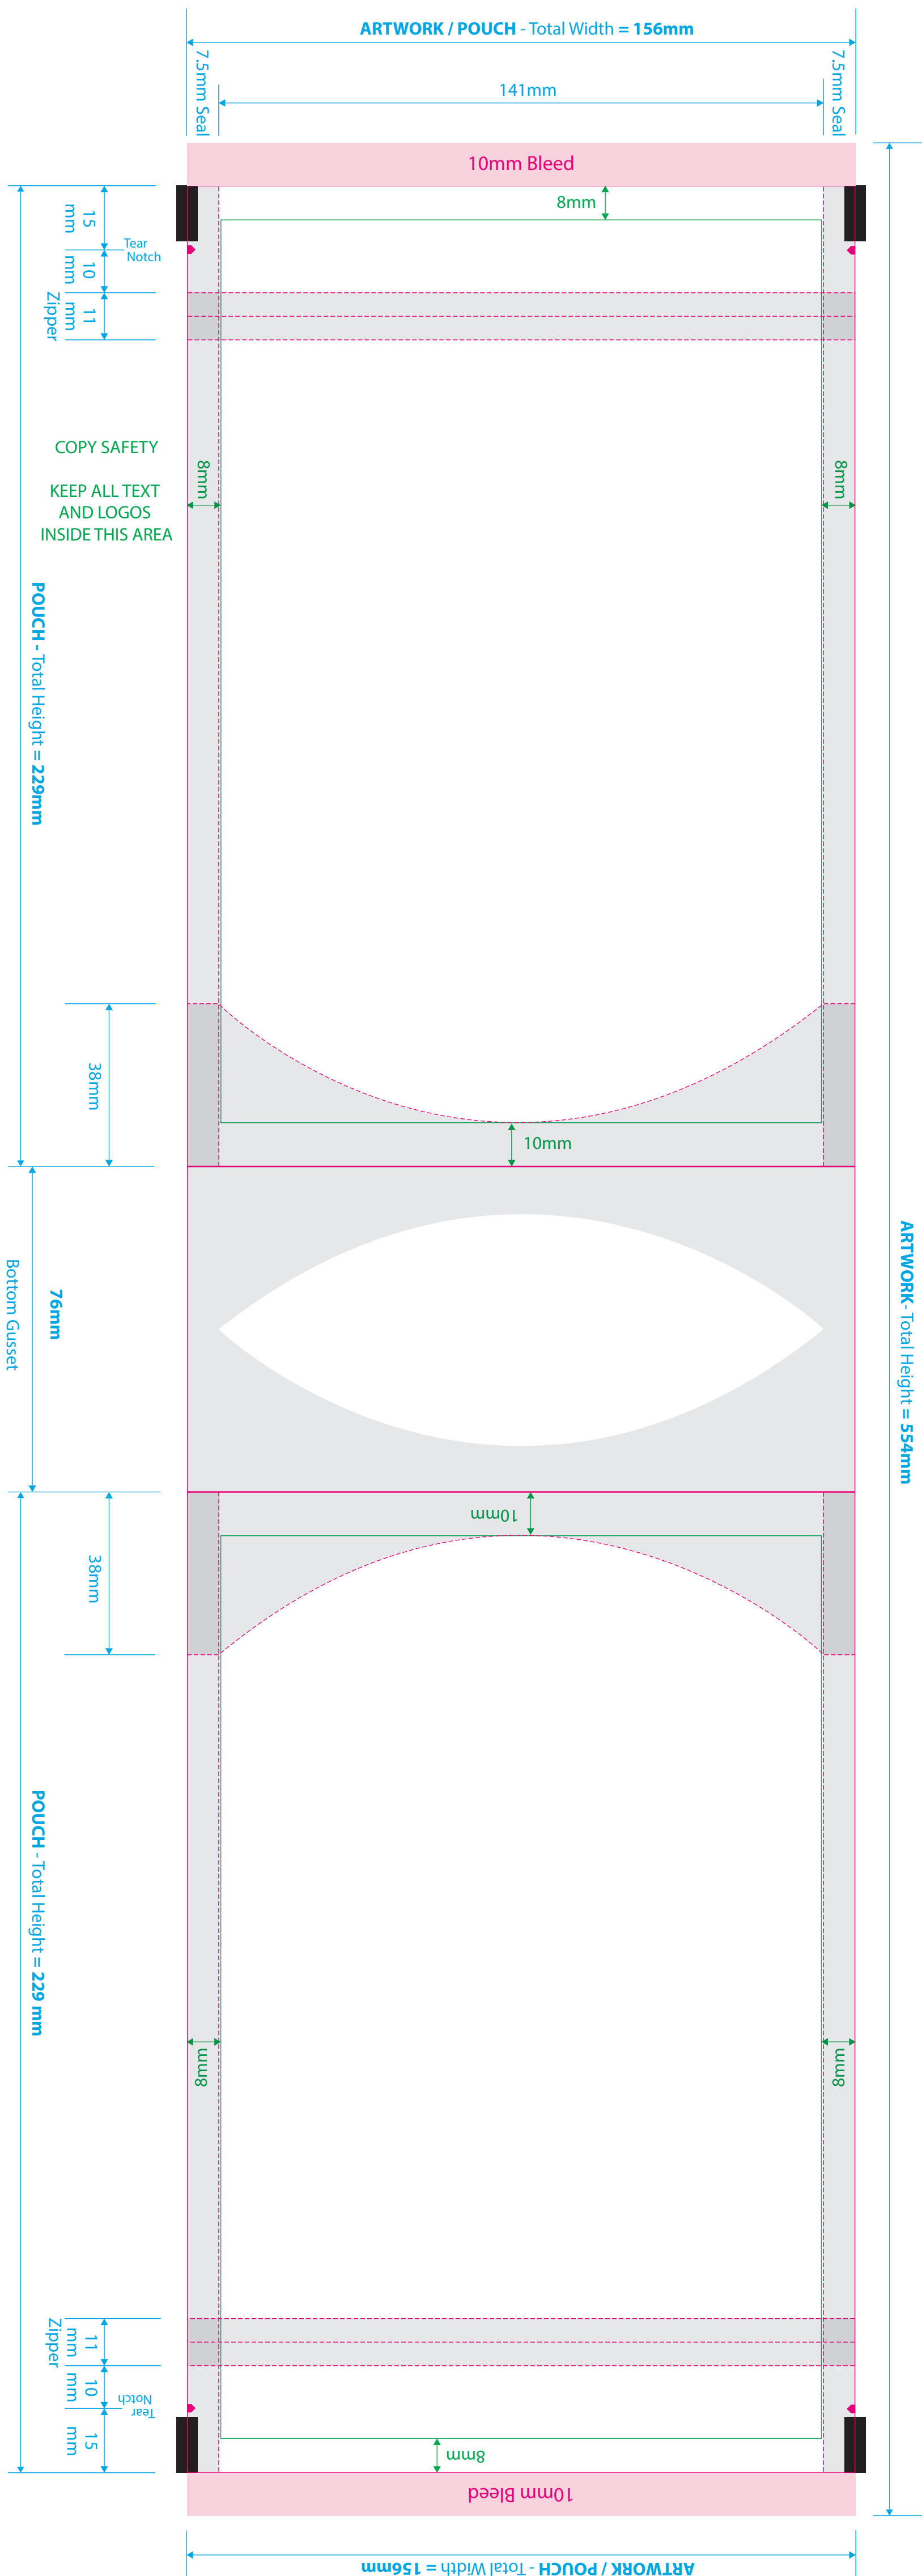 ARTWORK / POUCH - Total Width = 156mm
7.5mm Seal
141mm
7.5mm Seal
10mm Bleed
8mm
15
mm
Tear
Notch
10
mm
11
mm
Zipper
COPY SAFETY
KEEP ALL TEXT
AND LOGOS
INSIDE THIS AREA
8mm
8mm
POUCH - Total Height = 229mm
38mm
10mm
76mm
Bottom Gusset
ARTWORK- Total Height = 554mm
10mm
38mm
POUCH - Total Height = 229 mm
8mm
8mm
11
mm
Zipper
10
mm
Tear
Notch
15
mm
8mm
10mm Bleed
ARTWORK / POUCH - Total Width = 156mm